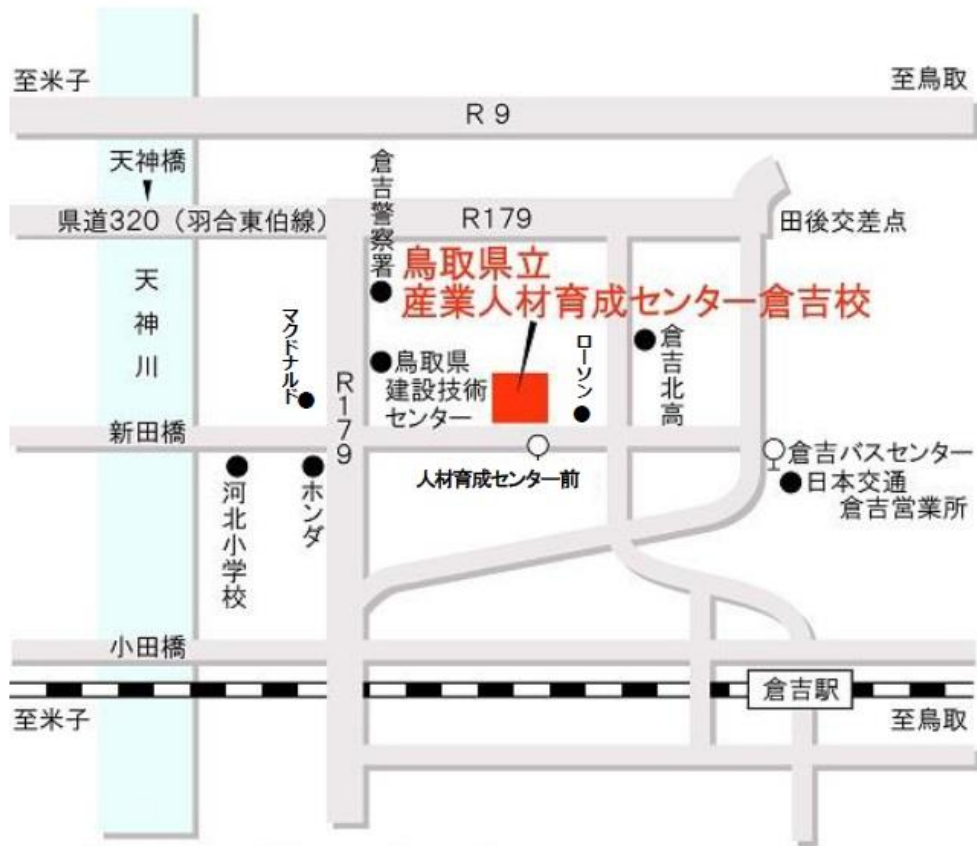 至米子
至鳥取
R 9
天神橋
県道320（羽合東伯線）
R179
田後交差点
倉吉警察署
鳥取県立
産業人材育成センター倉吉校
天神川
マクドナルド
鳥取県
建設技術
センター
ローソン
倉吉北高
R179
新田橋
人材育成センター前
倉吉バスセンター
日本交通
倉吉営業所
河北小学校
ホンダ
小田橋
倉吉駅
至米子
至鳥取